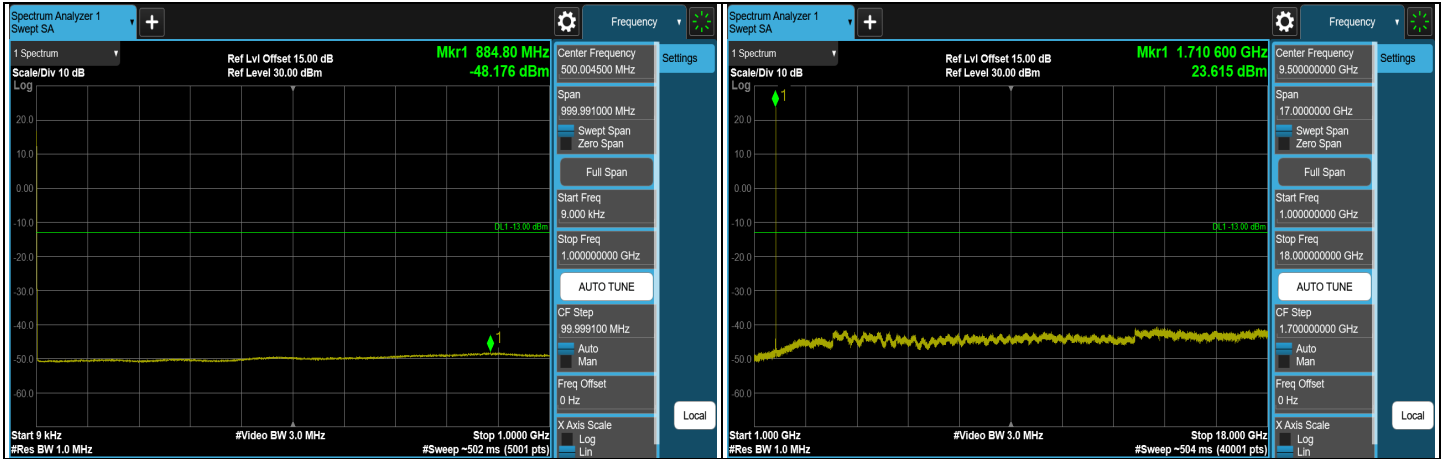 Spectrum Analyzer 1
Swept SA
+
Frequency
1 Spectrum
Scale/Div 10 dB
Log
Ref Lvl Offset 15.00 dB
Ref Level 30.00 dBm
Mkr1 884.80 MHz
-48.176 dBm
1
20.0
10.0
0.00
-10.0
-20.0
-30.0
-40.0
-50.0
-60.0
DL1 -13.00 dBm
Start 9 kHz
#Res BW 1.0 MHz
#Video BW 3.0 MHz
Stop 1.0000 GHz
#Sweep ~502 ms (5001 pts)
Center Frequency
500.004500 MHz
Span
999.991000 MHz
Swept Span
Zero Span
Full Span
Start Freq
9.000 kHz
Stop Freq
1.000000000 GHz
AUTO TUNE
CF Step
99.999100 MHz
Auto
Man
Freq Offset
0 Hz
X Axis Scale
Log
Lin
Settings
Local
Spectrum Analyzer 1
Swept SA
+
Frequency
1 Spectrum
Scale/Div 10 dB
Log
Ref Lvl Offset 15.00 dB
Ref Level 30.00 dBm
Mkr1 1.710 600 GHz
23.615 dBm
1
20.0
10.0
0.00
-10.0
-20.0
-30.0
-40.0
-50.0
-60.0
DL1 -13.00 dBm
Start 1.000 GHz
#Res BW 1.0 MHz
#Video BW 3.0 MHz
Stop 18.000 GHz
#Sweep ~504 ms (40001 pts)
Center Frequency
9.500000000 GHz
Span
17.0000000 GHz
Swept Span
Zero Span
Full Span
Start Freq
1.000000000 GHz
Stop Freq
18.000000000 GHz
AUTO TUNE
CF Step
1.700000000 GHz
Auto
Man
Freq Offset
0 Hz
X Axis Scale
Log
Lin
Settings
Local